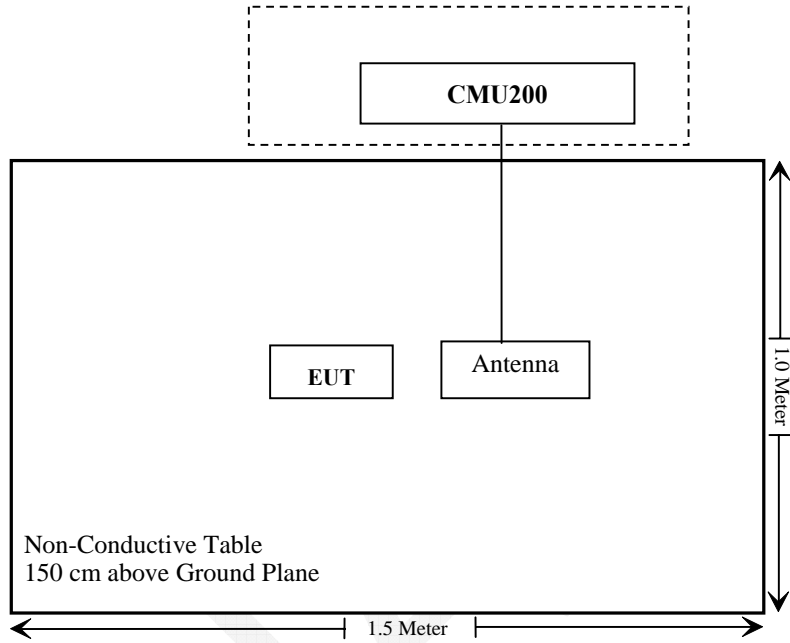 CMU200
EUT
Antenna
1.0 Meter
Non-Conductive Table
150 cm above Ground Plane
1.5 Meter